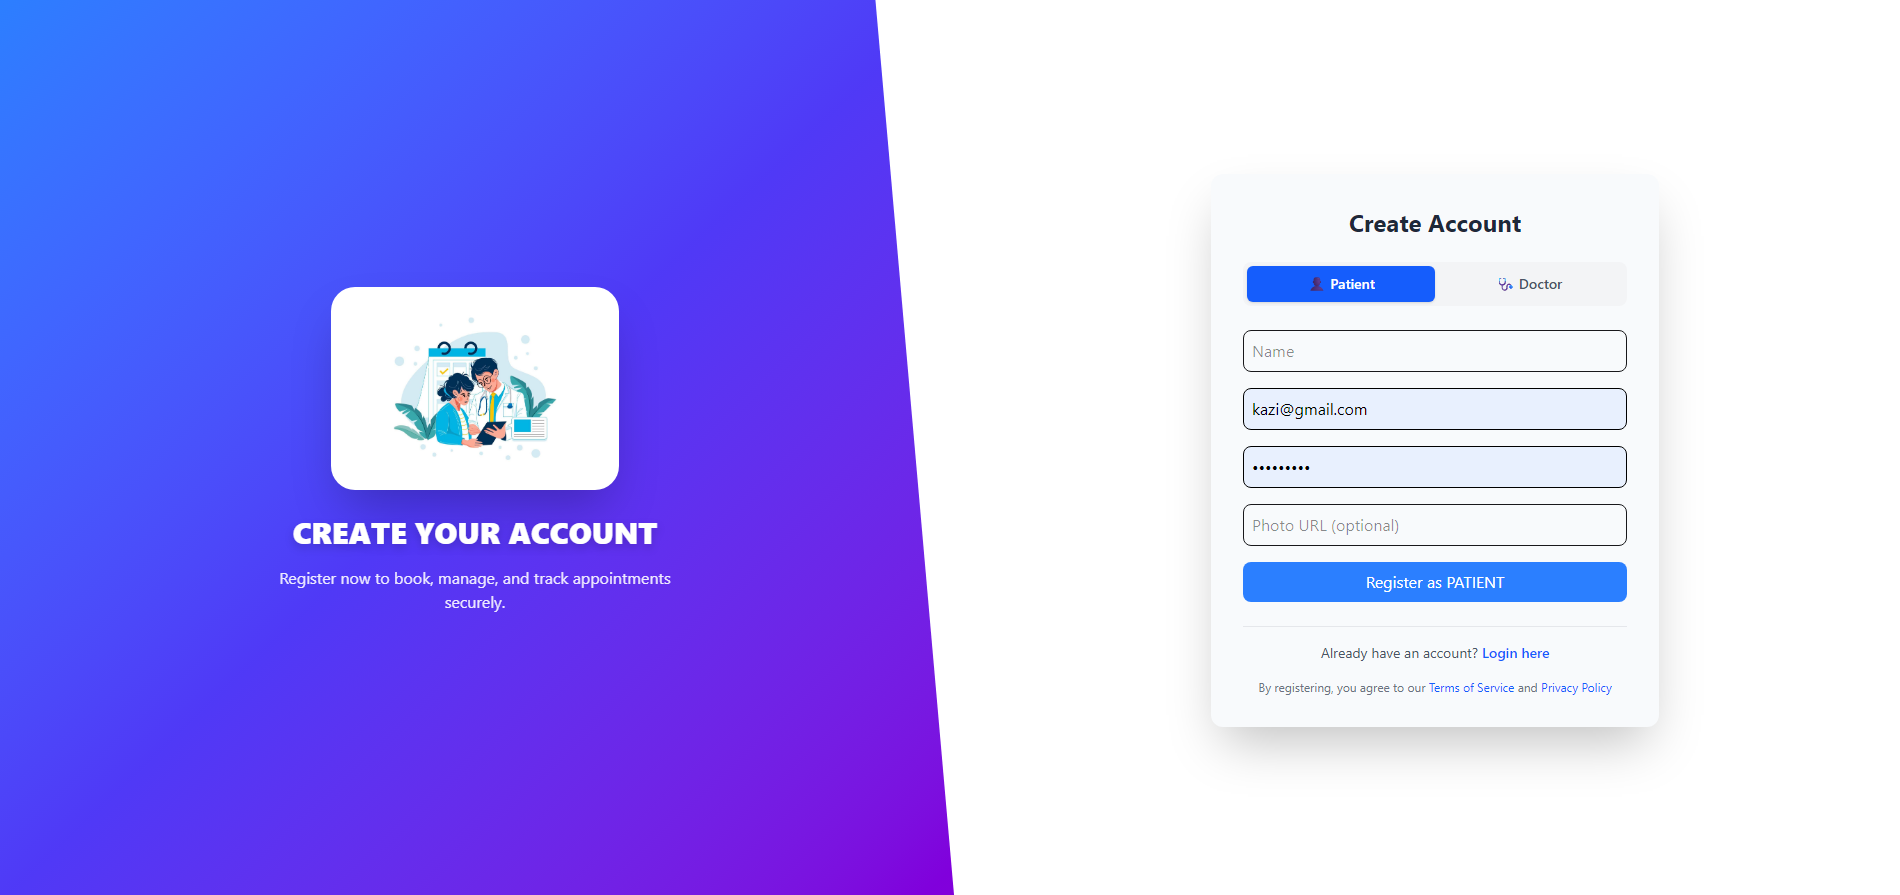 CREATE YOUR ACCOUNT
Register now to book, manage, and track appointments
securely.
Create Account
Patient
Doctor
Name
kazi@gmail.com
•••••••••
Photo URL (optional)
Register as PATIENT
Already have an account? Login here
By registering, you agree to our Terms of Service and Privacy Policy